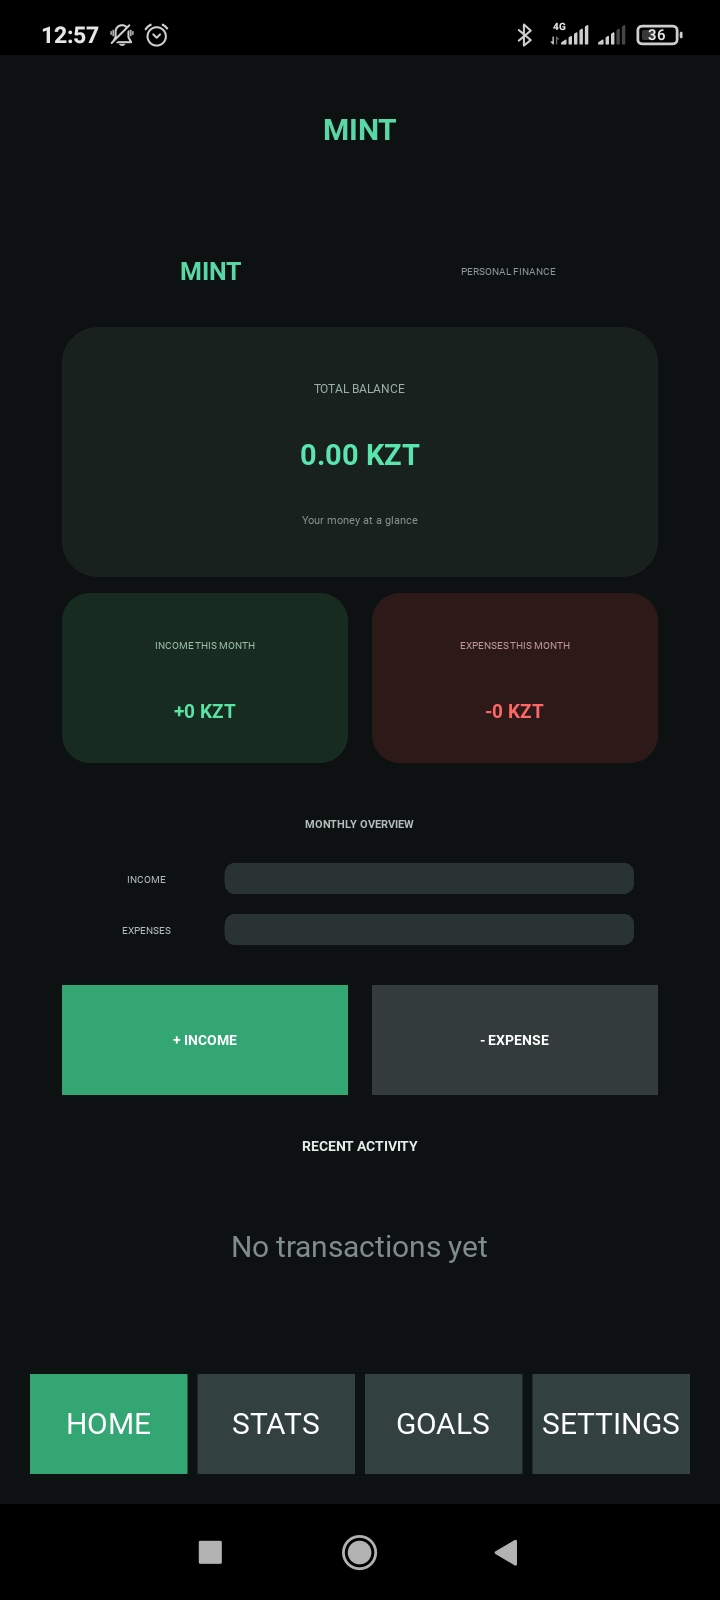 12:57 4G 36
MINT
MINT PERSONAL FINANCE
TOTAL BALANCE
0.00 KZT
Your money at a glance
INCOME THIS MONTH EXPENSES THIS MONTH
+0 KZT -0 KZT
MONTHLY OVERVIEW
INCOME
EXPENSES
+ INCOME - EXPENSE
RECENT ACTIVITY
No transactions yet
HOME STATS GOALS SETTINGS